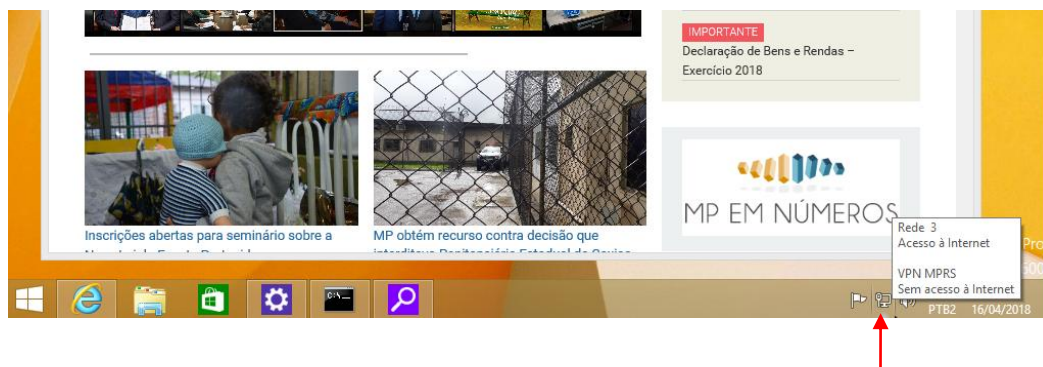 IMPORTANTE
Declaração de Bens e Rendas –
Exercício 2018
MP EM NÚMEROS
Inscrições abertas para seminário sobre a
MP obtém recurso contra decisão que
Rede 3
Acesso à Internet
VPN MPRS
Sem acesso à Internet
Pro
C:\_
PTB2 16/04/2018